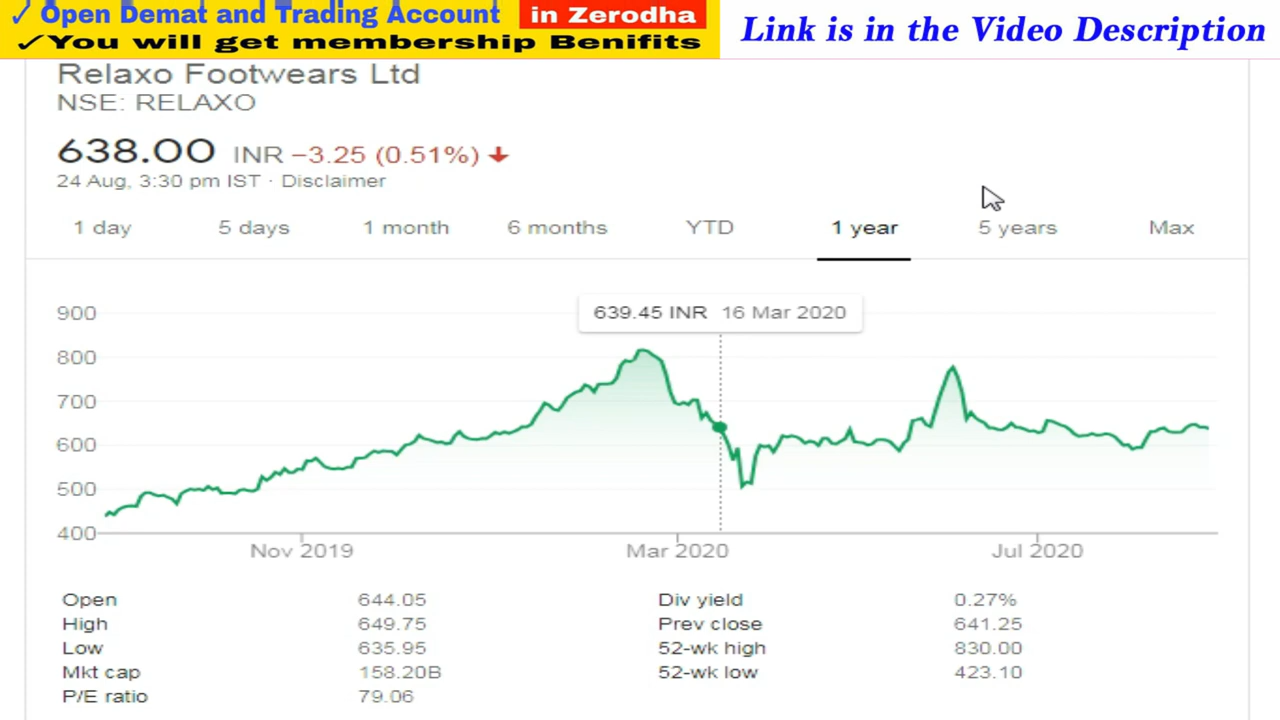 ✓ Open Demat and Trading Account in Zerodha
✓You will get membership Benifits
Link is in the Video Description
Relaxo Footwears Ltd
NSE: RELAXO
638.00 INR −3.25 (0.51%) ↓
24 Aug, 3:30 pm IST · Disclaimer
1 day 5 days 1 month 6 months YTD 1 year 5 years Max
639.45 INR 16 Mar 2020
900
800
700
600
500
400
Nov 2019 Mar 2020 Jul 2020
Open 644.05 Div yield 0.27%
High 649.75 Prev close 641.25
Low 635.95 52-wk high 830.00
Mkt cap 158.20B 52-wk low 423.10
P/E ratio 79.06